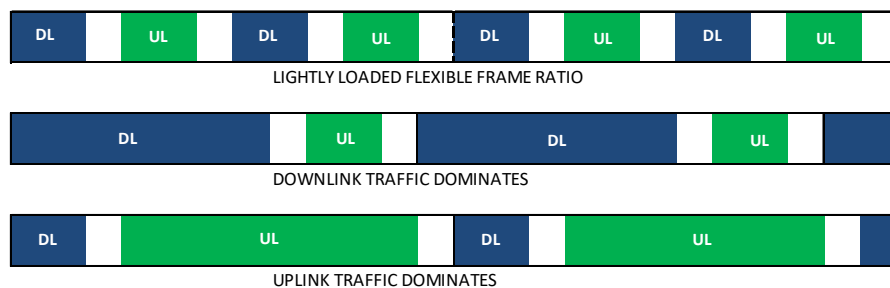 DL UL DL UL DL UL DL UL
LIGHTLY LOADED FLEXIBLE FRAME RATIO
DL UL DL UL
DOWNLINK TRAFFIC DOMINATES
DL UL DL UL
UPLINK TRAFFIC DOMINATES